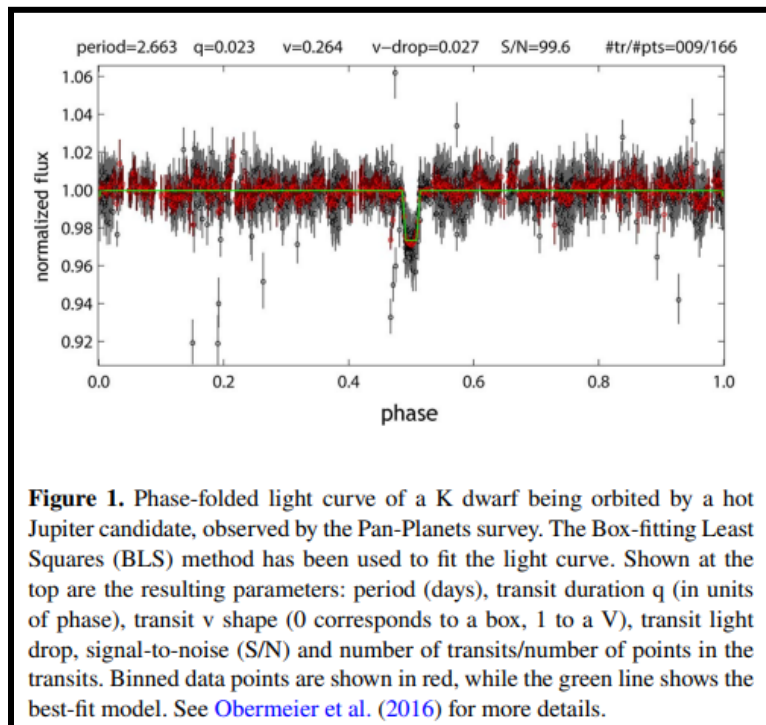 period=2.663 q=0.023 v=0.264 v-drop=0.027 S/N=99.6 #tr/#pts=009/166
1.06
1.04
1.02
1.00
0.98
0.96
0.94
0.92
normalized flux
0.0 0.2 0.4 0.6 0.8 1.0
phase
Figure 1. Phase-folded light curve of a K dwarf being orbited by a hot
Jupiter candidate, observed by the Pan-Planets survey. The Box-fitting Least
Squares (BLS) method has been used to fit the light curve. Shown at the
top are the resulting parameters: period (days), transit duration q (in units
of phase), transit v shape (0 corresponds to a box, 1 to a V), transit light
drop, signal-to-noise (S/N) and number of transits/number of points in the
transits. Binned data points are shown in red, while the green line shows the
best-fit model. See Obermeier et al. (2016) for more details.